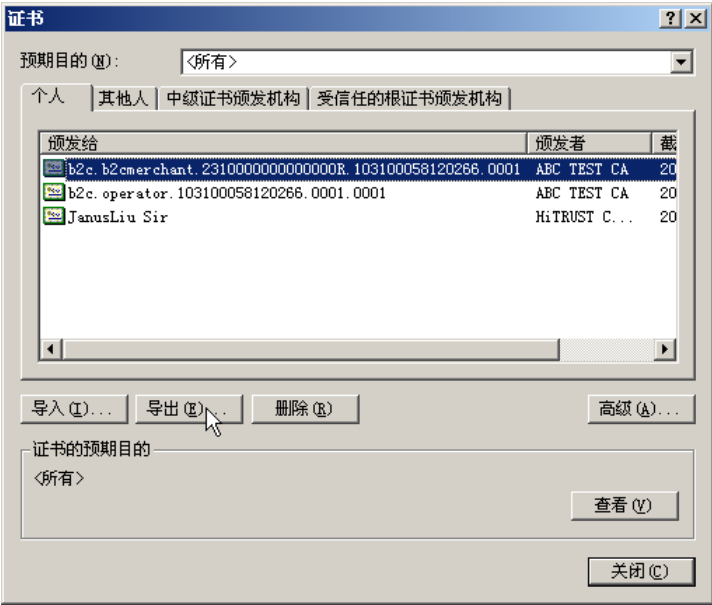 证书
预期目的(N): <所有>
个人 其他人 中级证书颁发机构 受信任的根证书颁发机构
颁发给 颁发者 截
b2c.b2cmerchant.2310000000000000R.103100058120266.0001 ABC TEST CA 20
b2c.operator.103100058120266.0001.0001 ABC TEST CA 20
JanusLiu Sir HiTRUST C... 20
导入(I)... 导出(E)... 删除(R) 高级(A)...
证书的预期目的
<所有>
查看(V)
关闭(C)